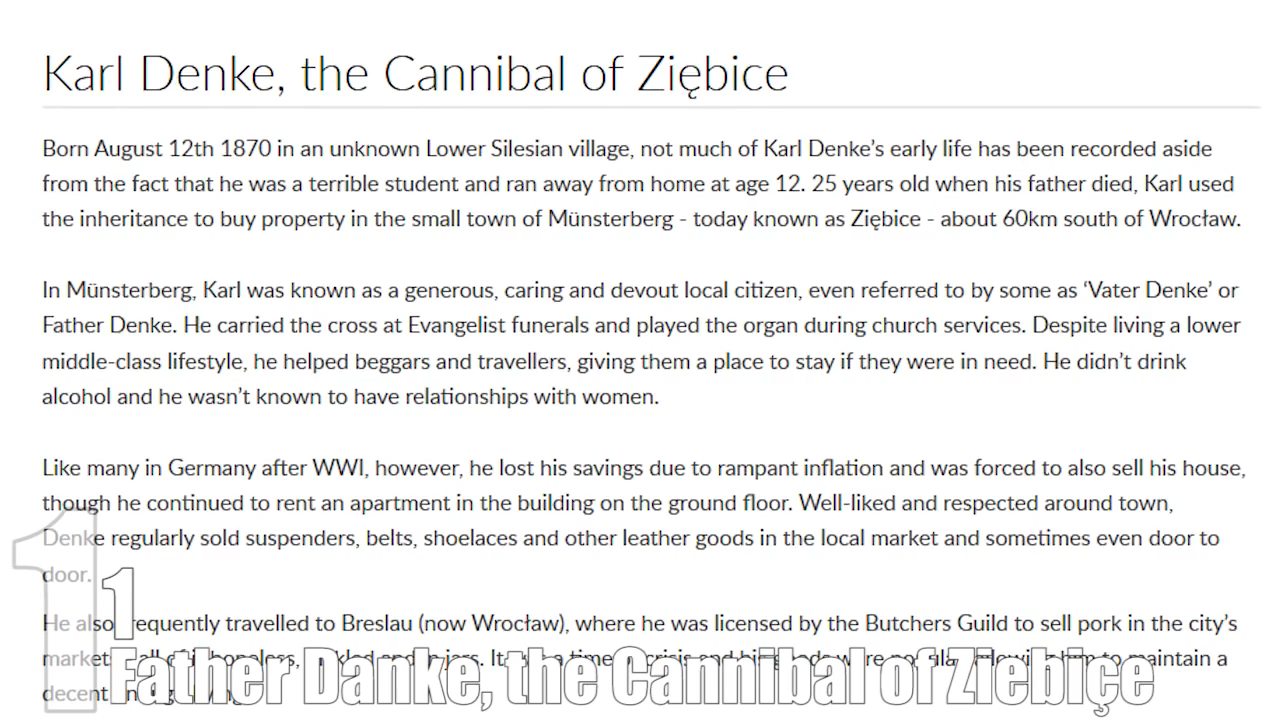 Karl Denke, the Cannibal of Ziębice
Born August 12th 1870 in an unknown Lower Silesian village, not much of Karl Denke's early life has been recorded aside
from the fact that he was a terrible student and ran away from home at age 12. 25 years old when his father died, Karl used
the inheritance to buy property in the small town of Münsterberg - today known as Ziębice - about 60km south of Wrocław.
In Münsterberg, Karl was known as a generous, caring and devout local citizen, even referred to by some as ‘Vater Denke’ or
Father Denke. He carried the cross at Evangelist funerals and played the organ during church services. Despite living a lower
middle-class lifestyle, he helped beggars and travellers, giving them a place to stay if they were in need. He didn't drink
alcohol and he wasn't known to have relationships with women.
Like many in Germany after WWI, however, he lost his savings due to rampant inflation and was forced to also sell his house,
though he continued to rent an apartment in the building on the ground floor. Well-liked and respected around town,
Denke regularly sold suspenders, belts, shoelaces and other leather goods in the local market and sometimes even door to
door.
He also frequently travelled to Breslau (now Wrocław), where he was licensed by the Butchers Guild to sell pork in the city's
market jars. It time crisis and to maintain a
decent
1
1
Father Danke, the Cannibal of Ziebiçe